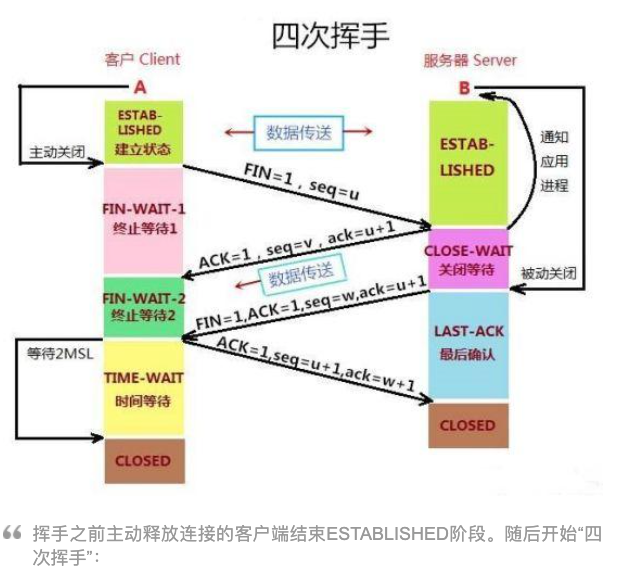 四次挥手
客户 Client
服务器 Server
A
B
ESTAB-
LISHED
建立状态
数据传送
ESTAB-
LISHED
通知
应用
进程
主动关闭
FIN=1，seq=u
FIN-WAIT-1
终止等待1
ACK=1，seq=v，ack=u+1
CLOSE-WAIT
关闭等待
数据传送
被动关闭
FIN-WAIT-2
终止等待2
FIN=1,ACK=1,seq=w,ack=u+1
LAST-ACK
最后确认
等待2MSL
ACK=1,seq=u+1,ack=w+1
TIME-WAIT
时间等待
CLOSED
CLOSED
“ 挥手之前主动释放连接的客户端结束ESTABLISHED阶段。随后开始“四
次挥手”：